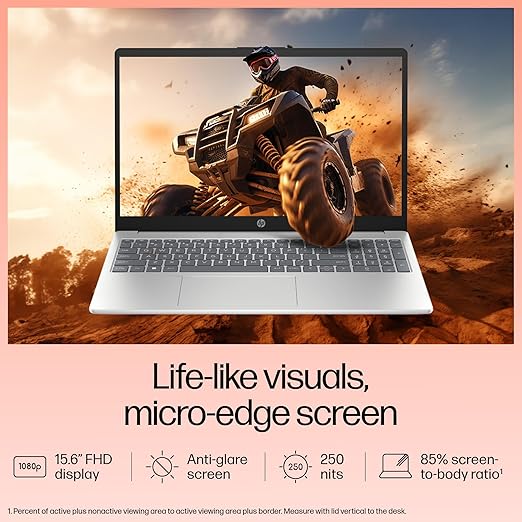 hp
Life-like visuals,
micro-edge screen
1080p
15.6" FHD
display
Anti-glare
screen
250
250
nits
85% screen-
to-body ratio¹
1. Percent of active plus nonactive viewing area to active viewing area plus border. Measure with lid vertical to the desk.